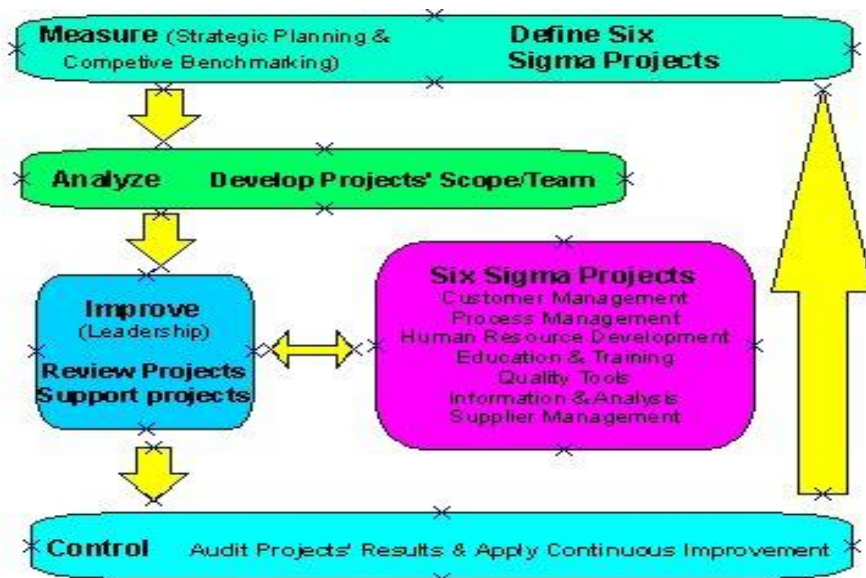 Measure (Strategic Planning &
Competive Benchmarking)
Define Six
Sigma Projects
Analyze Develop Projects' Scope/Team
Improve
(Leadership)
Review Projects
Support projects
Six Sigma Projects
Customer Management
Process Management
Human Resource Development
Education & Training
Quality Tools
Information & Analysis
Supplier Management
Control Audit Projects' Results & Apply Continuous Improvement